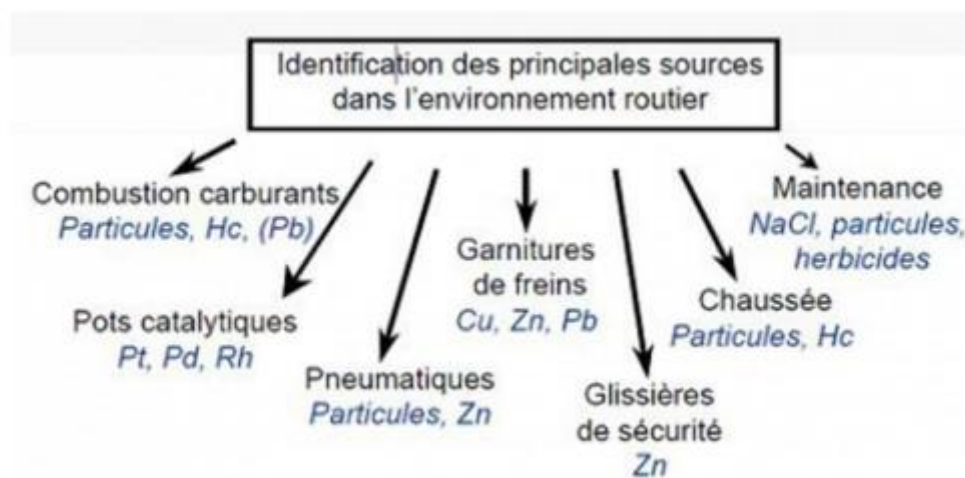 Identification des principales sources
dans l'environnement routier
Combustion carburants
Particules, Hc, (Pb)
Pots catalytiques
Pt, Pd, Rh
Pneumatiques
Particules, Zn
Garnitures
de freins
Cu, Zn, Pb
Glissières
de sécurité
Zn
Chaussée
Particules, Hc
Maintenance
NaCl, particules,
herbicides